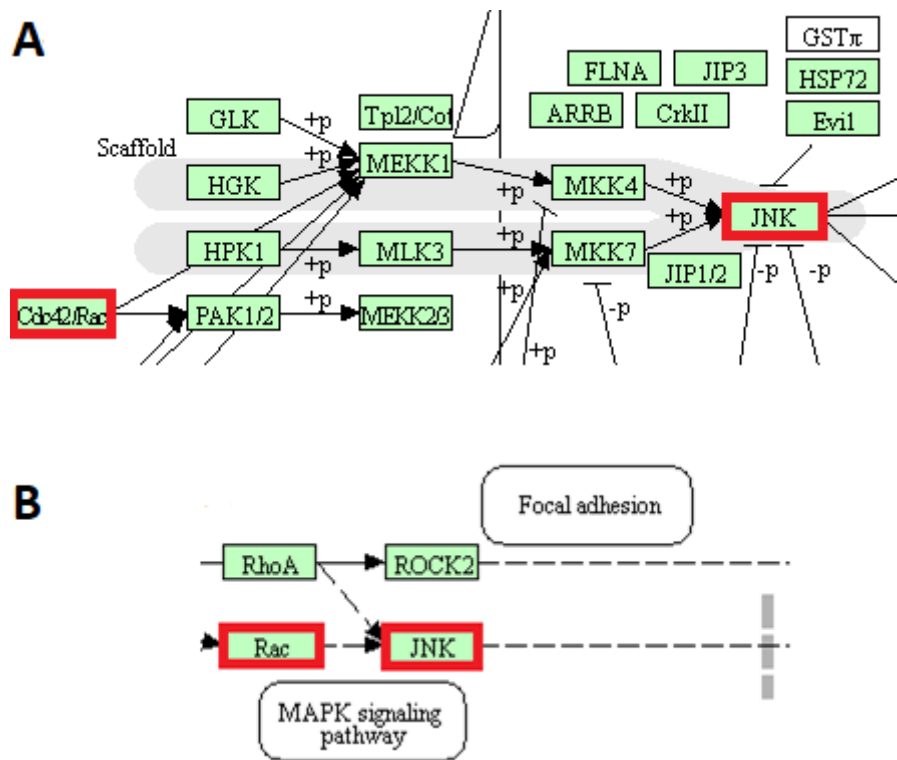 A
GSTπ
FLNA
JIP3
HSP72
GLK
+p
Tpl2/Cot
ARRB
CrkII
Evi1
Scaffold
+p
MEKK1
HGK
MKK4
+p
+p
+p
JNK
HPK1
MLK3
+p
MKK7
+p
JIP1/2
-p
-p
Cdc42/Rac
PAK1/2
+p
MEKK2/3
+p
-p
+p
B
Focal adhesion
RhoA
ROCK2
Rac
JNK
MAPK signaling
pathway